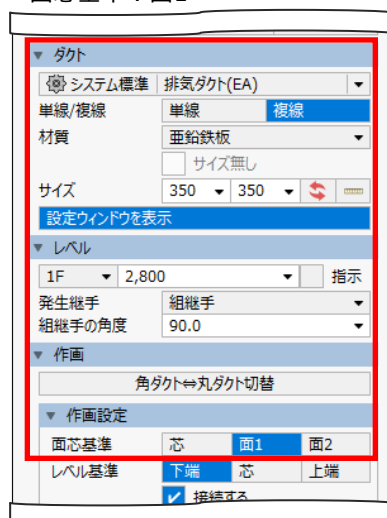 ダクト
システム標準 排気ダクト(EA)
単線/複線 単線 複線
材質 亜鉛鉄板
サイズ無し
サイズ 350 350
設定ウィンドウを表示
レベル
1F 2,800 指示
発生継手 組継手
組継手の角度 90.0
作画
角ダクト⇔丸ダクト切替
作画設定
面芯基準 芯 面1 面2
レベル基準 下端 芯 上端
接続する